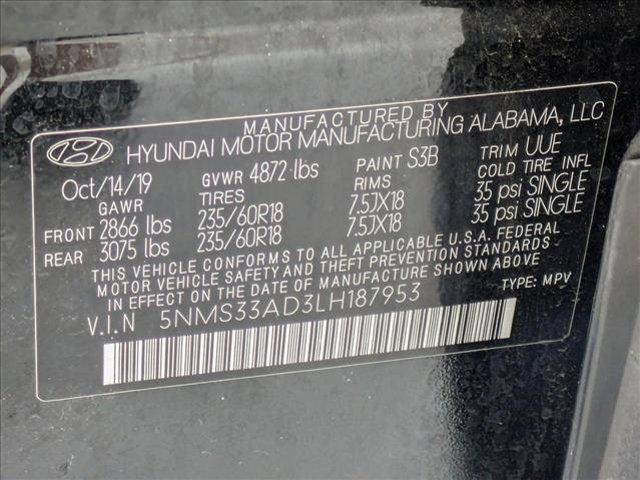 MANUFACTURED BY
HYUNDAI MOTOR MANUFACTURING ALABAMA, LLC
Oct/14/19 GVWR 4872 lbs PAINT S3B TRIM UUE
GAWR TIRES RIMS COLD TIRE INFL
FRONT 2866 lbs 235/60R18 7.5JX18 35 psi SINGLE
REAR 3075 lbs 235/60R18 7.5JX18 35 psi SINGLE
THIS VEHICLE CONFORMS TO ALL APPLICABLE U.S.A. FEDERAL
MOTOR VEHICLE SAFETY AND THEFT PREVENTION STANDARDS
IN EFFECT ON THE DATE OF MANUFACTURE SHOWN ABOVE
V.I.N 5NMS33AD3LH187953 TYPE: MPV